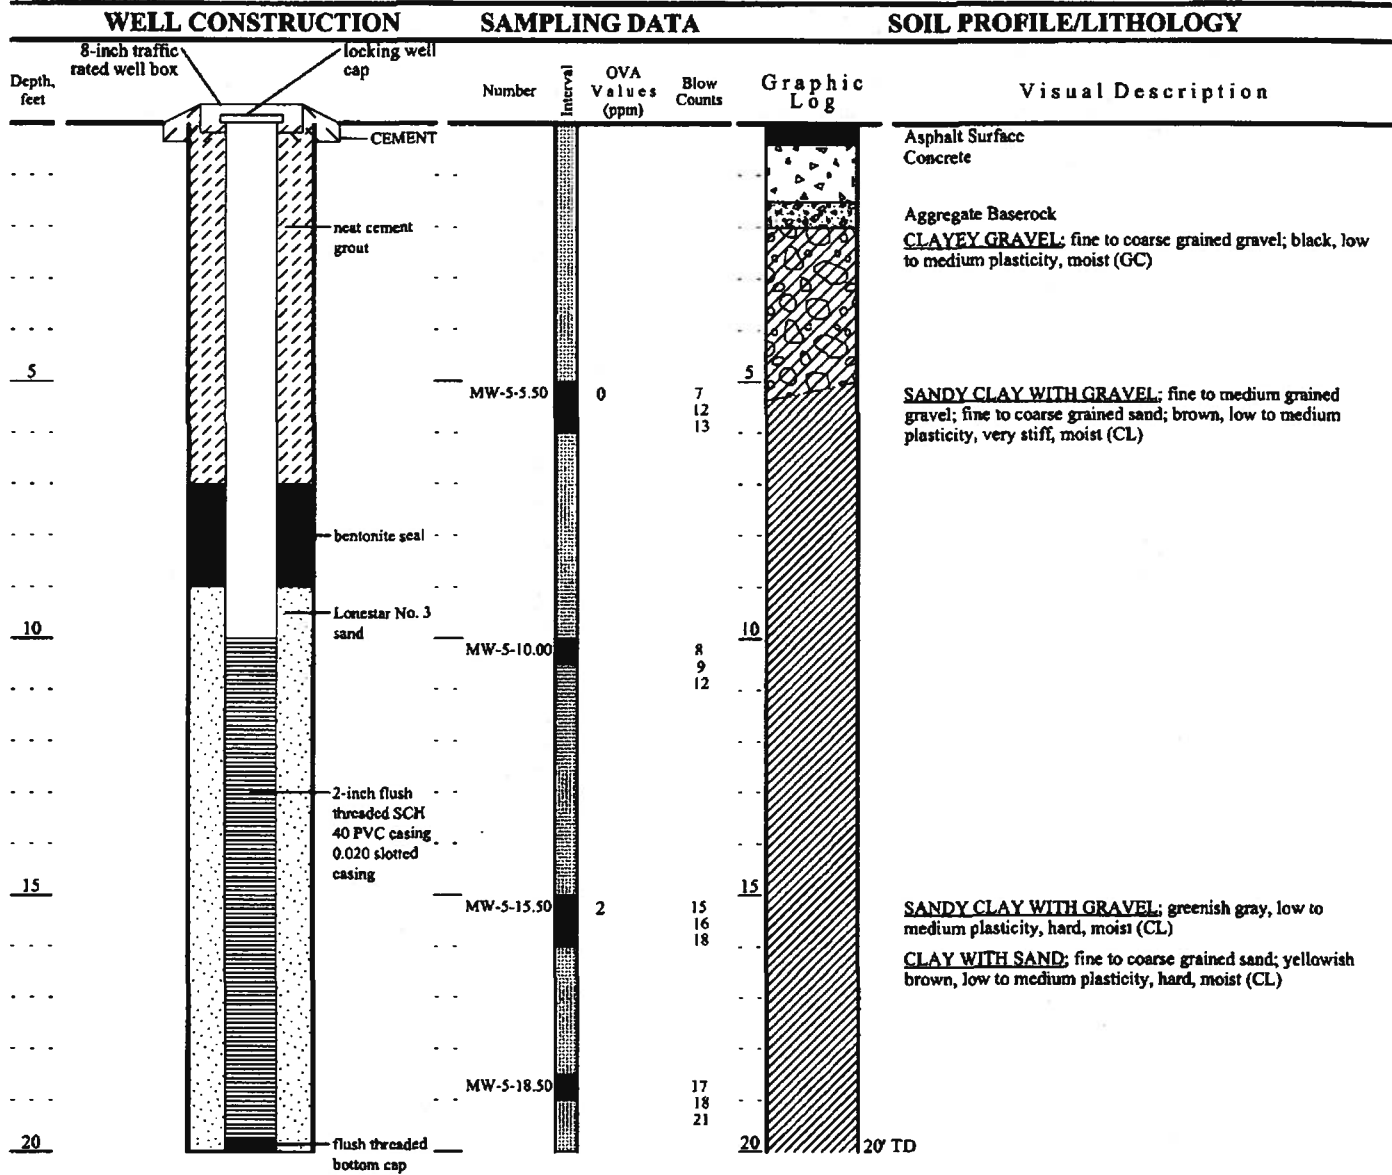 WELL CONSTRUCTION SAMPLING DATA SOIL PROFILE/LITHOLOGY
8-inch traffic
rated well box
locking well
cap
Depth,
feet
Number
Interval
OVA
Values
(ppm)
Blow
Counts
Graphic
Log
Visual Description
CEMENT
Asphalt Surface
Concrete
neat cement
grout
Aggregate Baserock
CLAYEY GRAVEL; fine to coarse grained gravel; black, low
to medium plasticity, moist (GC)
5
5
MW-5-5.50 0 7
12
13
SANDY CLAY WITH GRAVEL; fine to medium grained
gravel; fine to coarse grained sand; brown, low to medium
plasticity, very stiff, moist (CL)
bentonite seal
Lonestar No. 3
sand
10
10
MW-5-10.00 8
9
12
2-inch flush
threaded SCH
40 PVC casing
0.020 slotted
casing
15
15
MW-5-15.50 2 15
16
18
SANDY CLAY WITH GRAVEL; greenish gray, low to
medium plasticity, hard, moist (CL)
CLAY WITH SAND; fine to coarse grained sand; yellowish
brown, low to medium plasticity, hard, moist (CL)
MW-5-18.50 17
18
21
20
flush threaded
bottom cap
20
20' TD